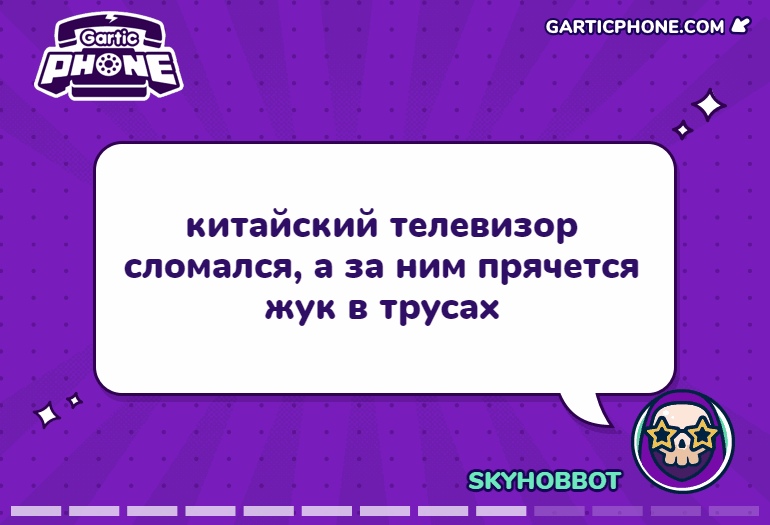 Gartic
PHONE
GARTICPHONE.COM
китайский телевизор
сломался, а за ним прячется
жук в трусах
SKYHOBBOT